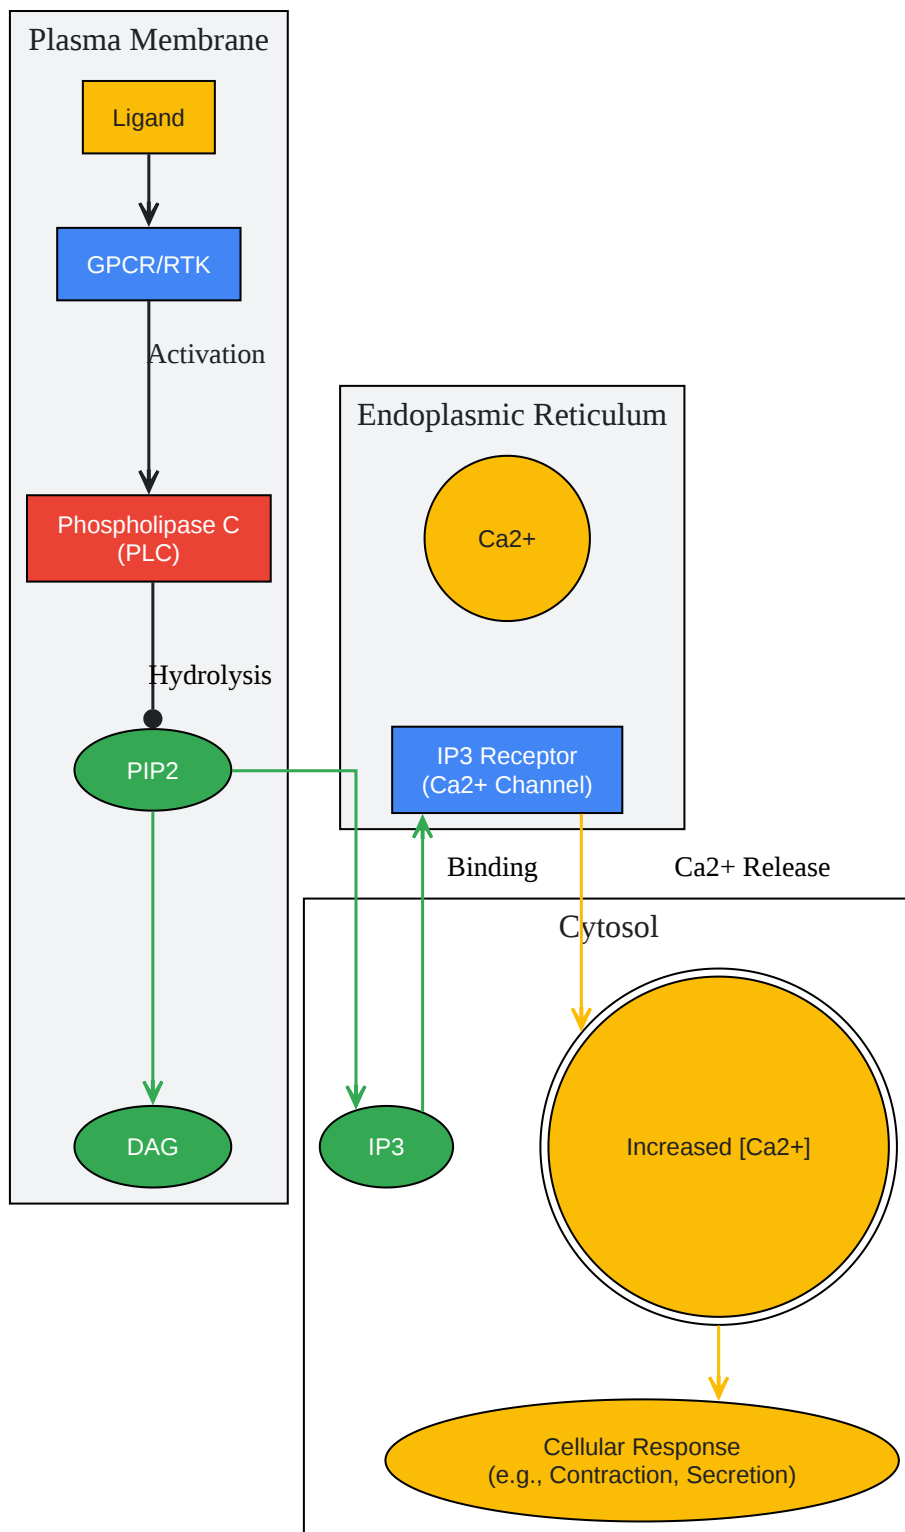 Plasma Membrane
Ligand
GPCR/RTK
Activation
Phospholipase C
(PLC)
Hydrolysis
PIP2
DAG
Endoplasmic Reticulum
Ca2+
IP3 Receptor
(Ca2+ Channel)
Binding
Ca2+ Release
Cytosol
IP3
Increased [Ca2+]
Cellular Response
(e.g., Contraction, Secretion)